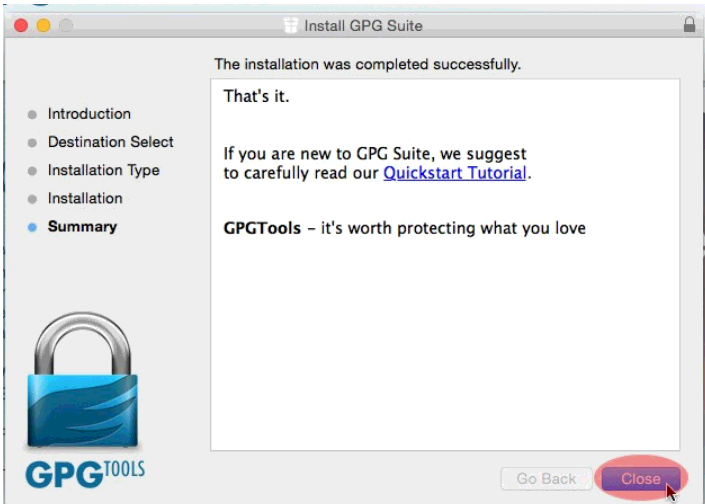 Install GPG Suite
The installation was completed successfully.
Introduction
Destination Select
Installation Type
Installation
Summary
That's it.
If you are new to GPG Suite, we suggest
to carefully read our Quickstart Tutorial.
GPGTools – it's worth protecting what you love
GPGTOOLS
Go Back
Close